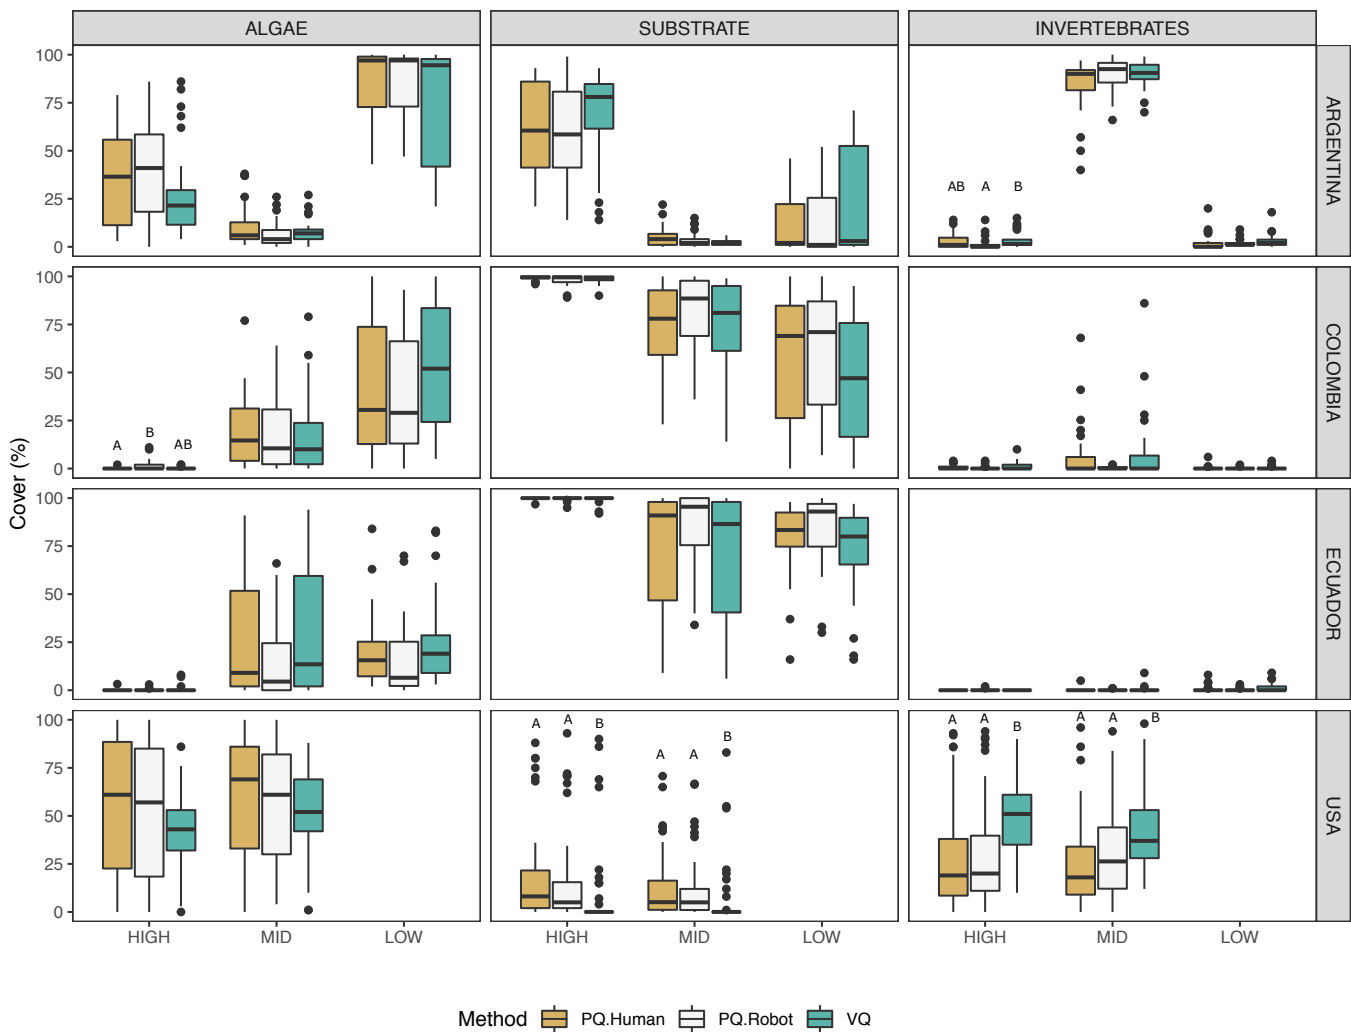 ALGAE SUBSTRATE INVERTEBRATES
100
75
50
25
0
AB A B
ARGENTINA
100
75
50
25
0
A B AB
COLOMBIA
100
75
50
25
0
ECUADOR
100
75
50
25
0
A A B
A A B
A A B
A A B
USA
Cover (%)
HIGH MID LOW HIGH MID LOW HIGH MID LOW
Method PQ.Human PQ.Robot VQ